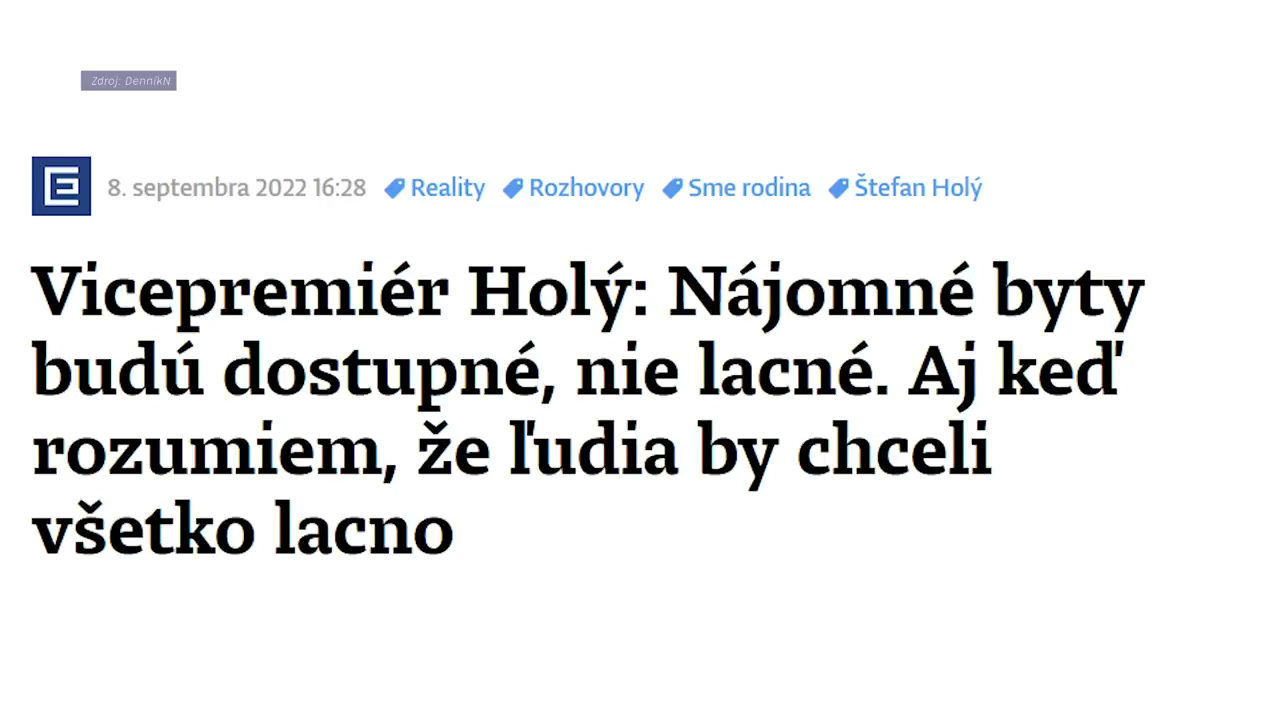 Zdroj: DenníkN
E 8. septembra 2022 16:28 Reality Rozhovory Sme rodina Štefan Holý
Vicepremiér Holý: Nájomné byty
budú dostupné, nie lacné. Aj keď
rozumiem, že ľudia by chceli
všetko lacno